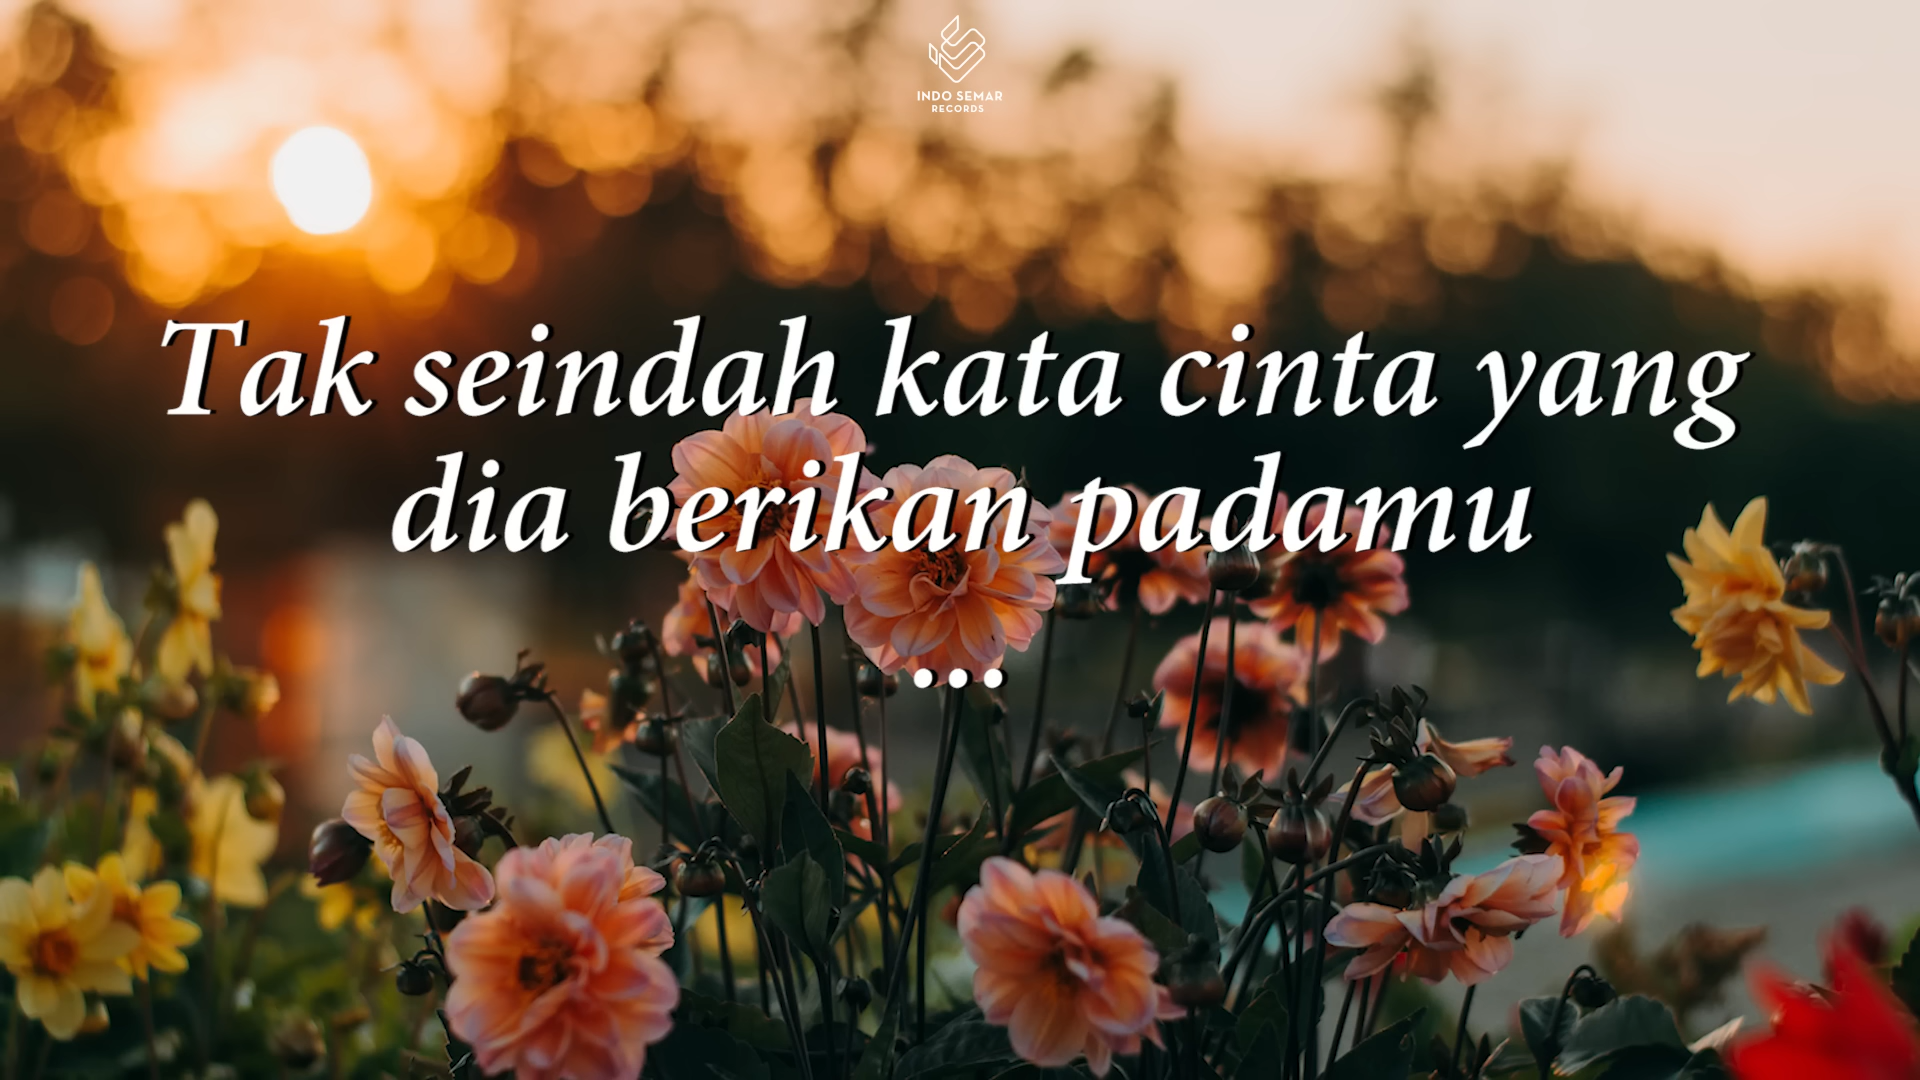 INDO SEMAR
RECORDS
Tak seindah kata cinta yang
dia berikan padamu
...